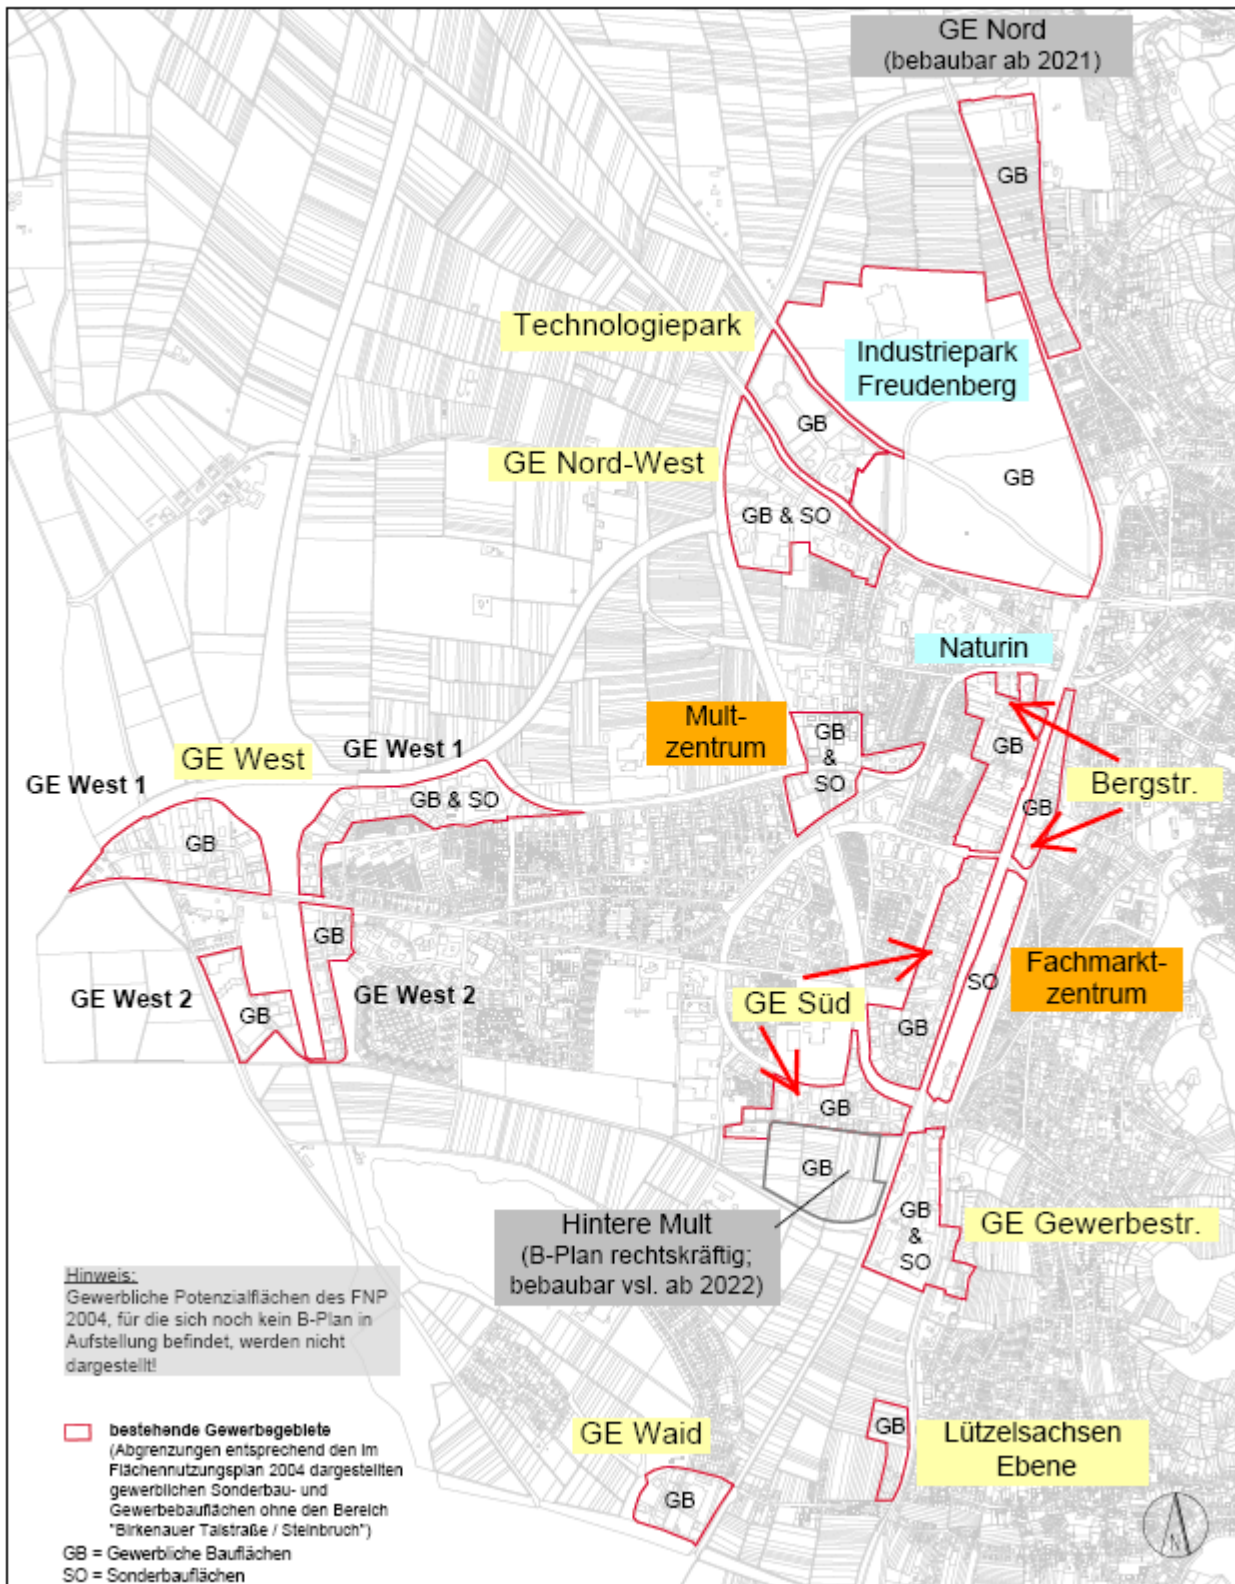 GE Nord
(bebaubar ab 2021)
GB
Technologiepark
Industriepark
Freudenberg
GB
GE Nord-West
GB
GB & SO
Naturin
Mult-
zentrum
GB
&
SO
GB
Bergstr.
GB
GE West 1
GE West
GE West 1
GB & SO
GB
GB
GE West 2
GE West 2
GB
Fachmarkt-
zentrum
SO
GE Süd
GB
GB
GB
Hintere Mult
(B-Plan rechtskräftig;
bebaubar vsl. ab 2022)
GB
&
SO
GE Gewerbestr.
Hinweis:
Gewerbliche Potenzialflächen des FNP
2004, für die sich noch kein B-Plan in
Aufstellung befindet, werden nicht
dargestellt!
GE Waid
GB
GB
Lützelsachsen
Ebene
bestehende Gewerbegebiete
(Abgrenzungen entsprechend den im
Flächennutzungsplan 2004 dargestellten
gewerblichen Sonderbau- und
Gewerbebauflächen ohne den Bereich
"Birkenauer Talstraße / Steinbruch")
GB = Gewerbliche Bauflächen
SO = Sonderbauflächen
N